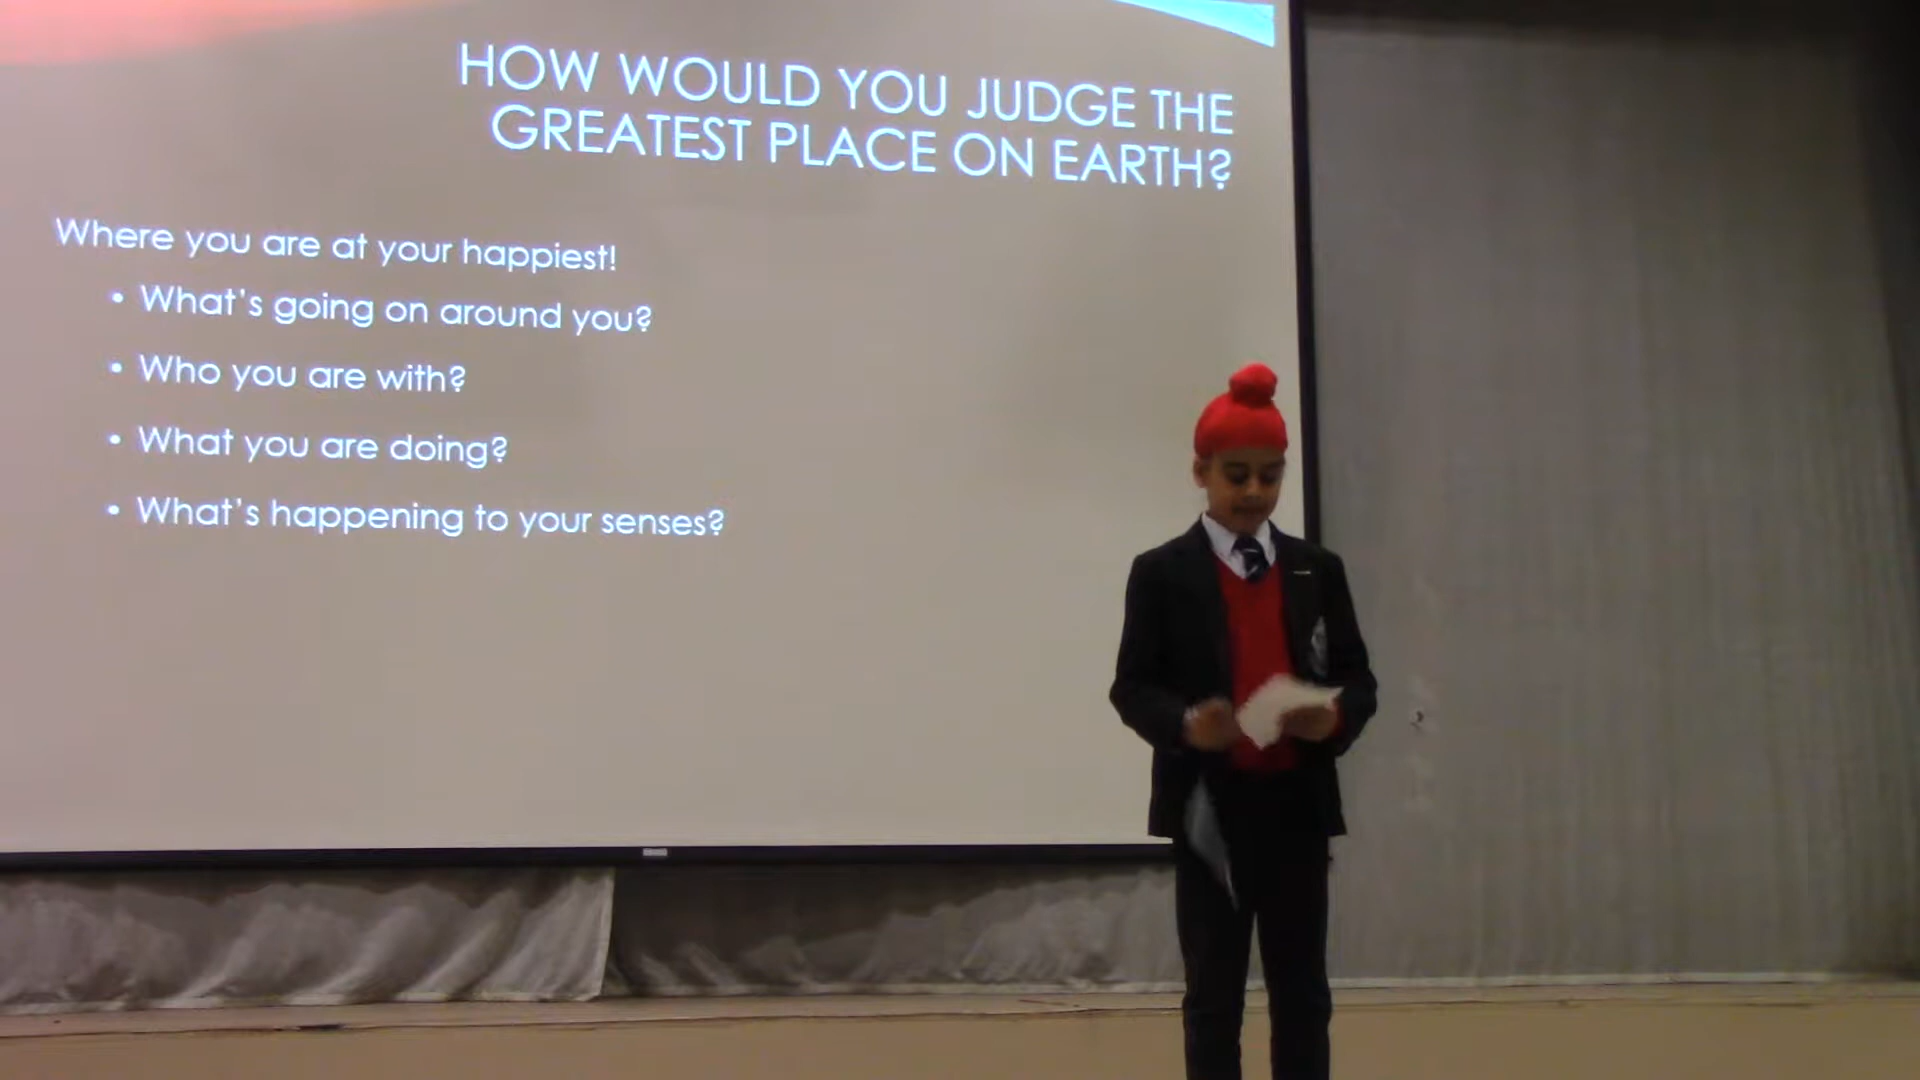 HOW WOULD YOU JUDGE THE
GREATEST PLACE ON EARTH?
Where you are at your happiest!
• What's going on around you?
• Who you are with?
• What you are doing?
• What's happening to your senses?